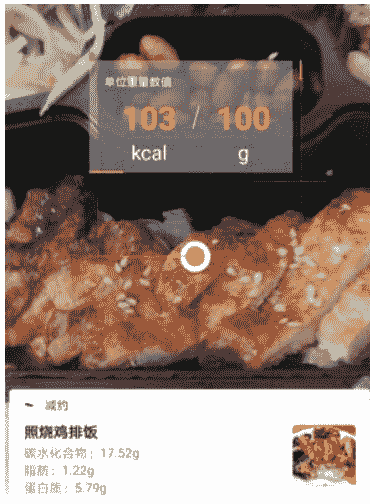 单位重量数值
103 / 100
kcal g
减约
照烧鸡排饭
碳水化合物：17.52g
脂肪：1.22g
蛋白质：5.79g